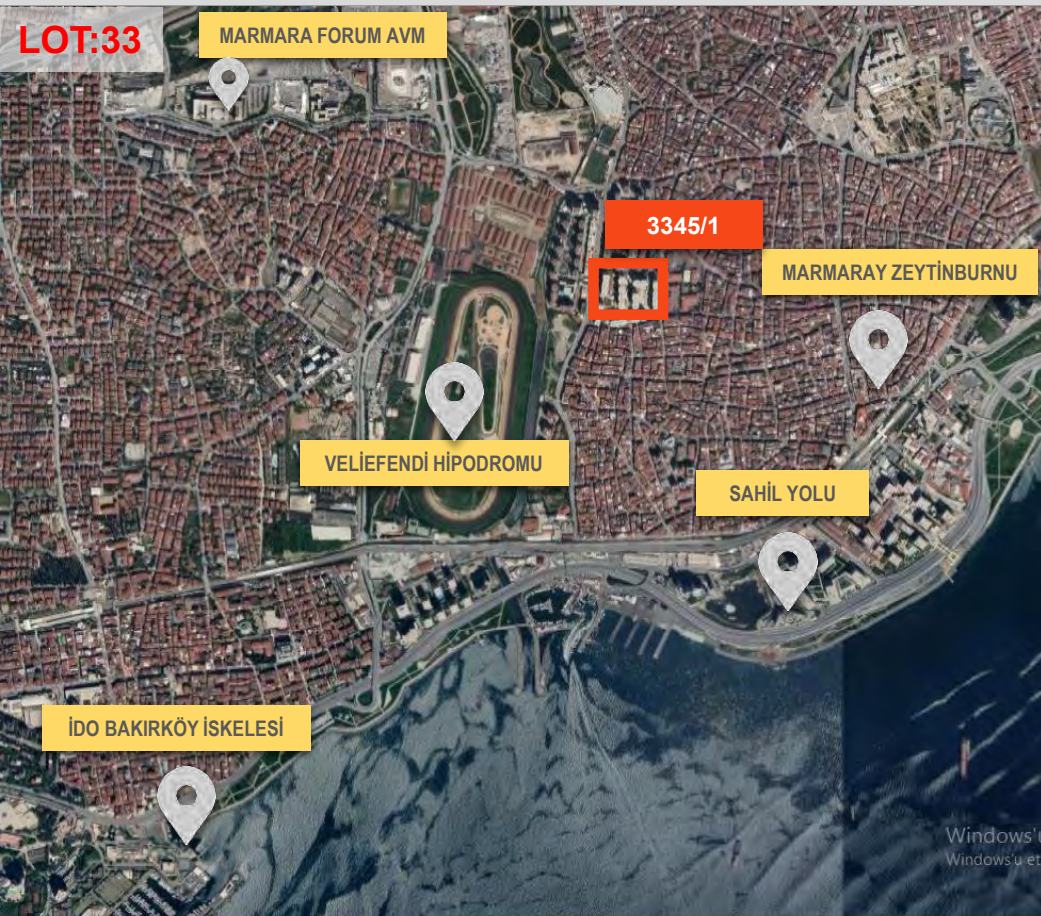 LOT:33
MARMARA FORUM AVM
3345/1
MARMARAY ZEYTİNBURNU
VELİEFENDİ HİPODROMU
SAHİL YOLU
İDO BAKIRKÖY İSKELESİ
Windows'u
Windows'u et